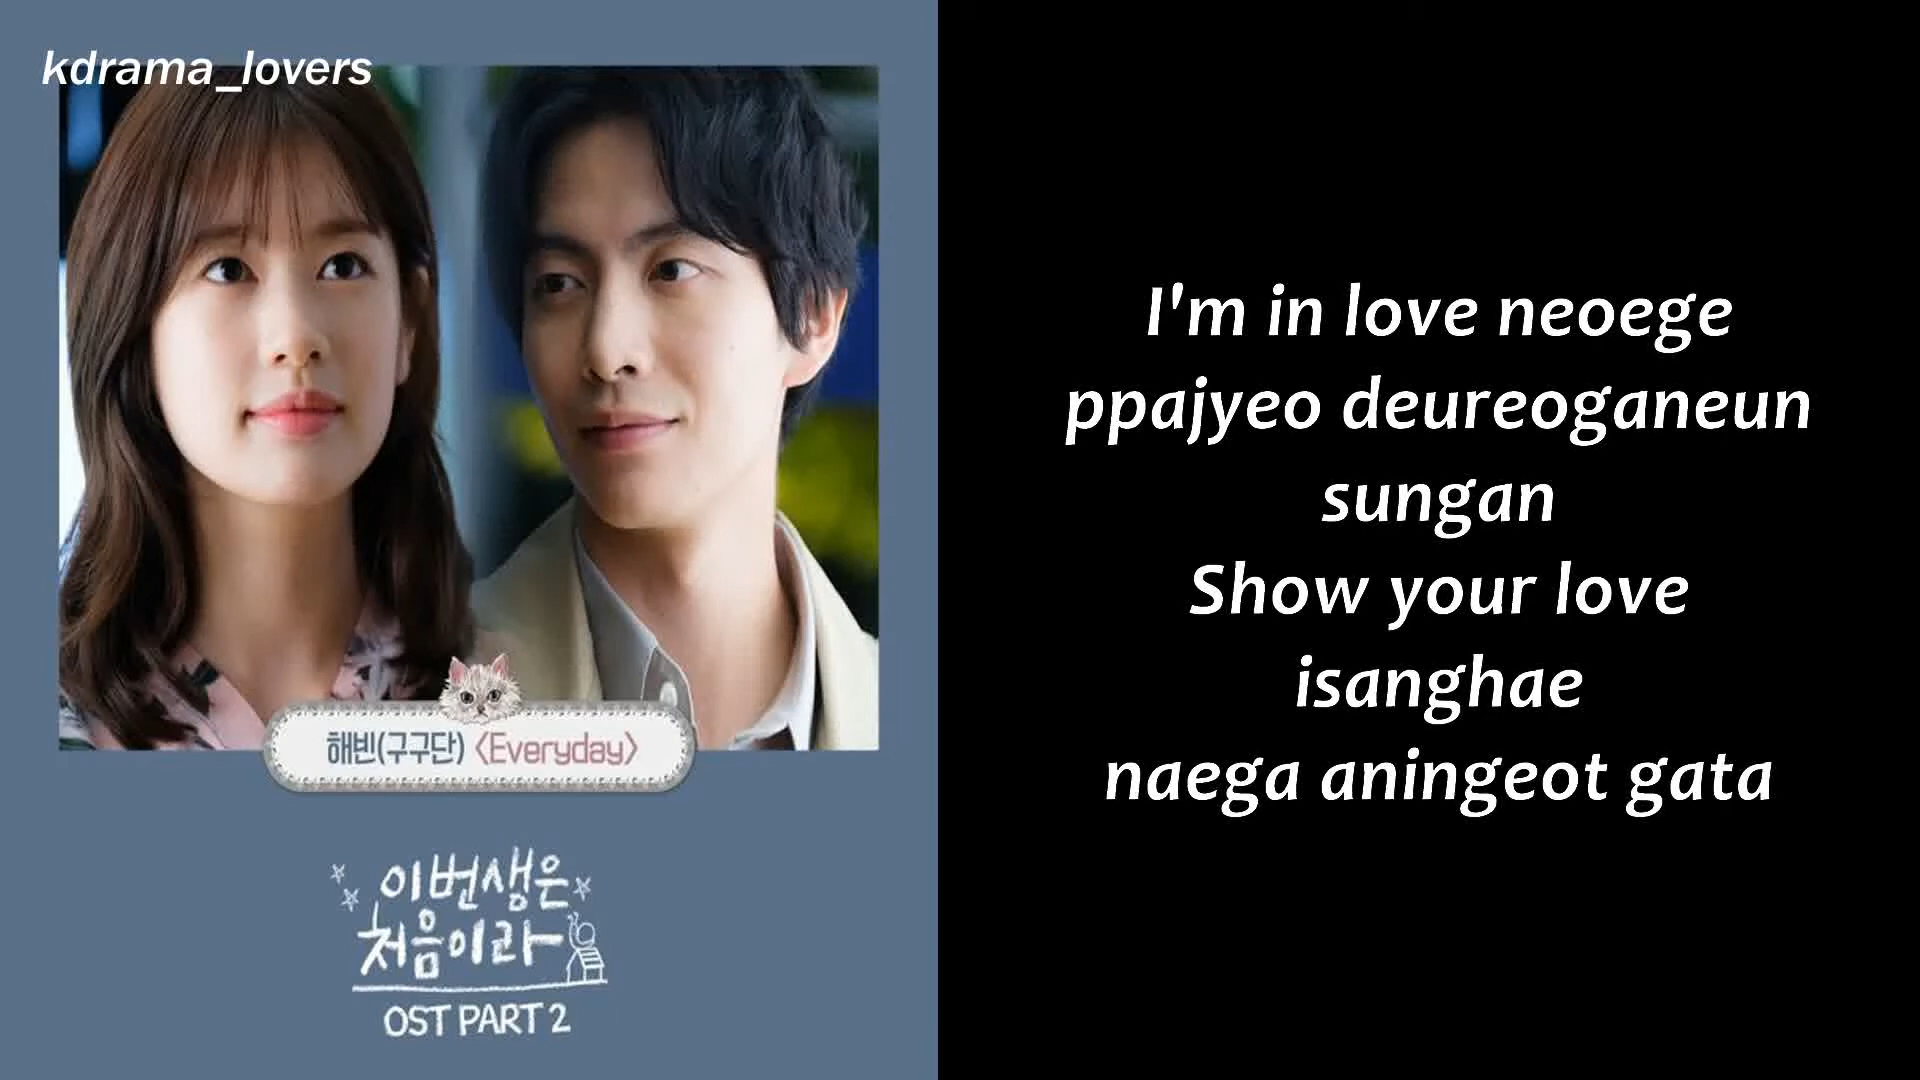 kdrama_lovers
해빈(구구단) <Everyday>
이번생은
처음이라
OST PART 2
I'm in love neoege
ppajyeo deureoganeun
sungan
Show your love
isanghae
naega aningeot gata